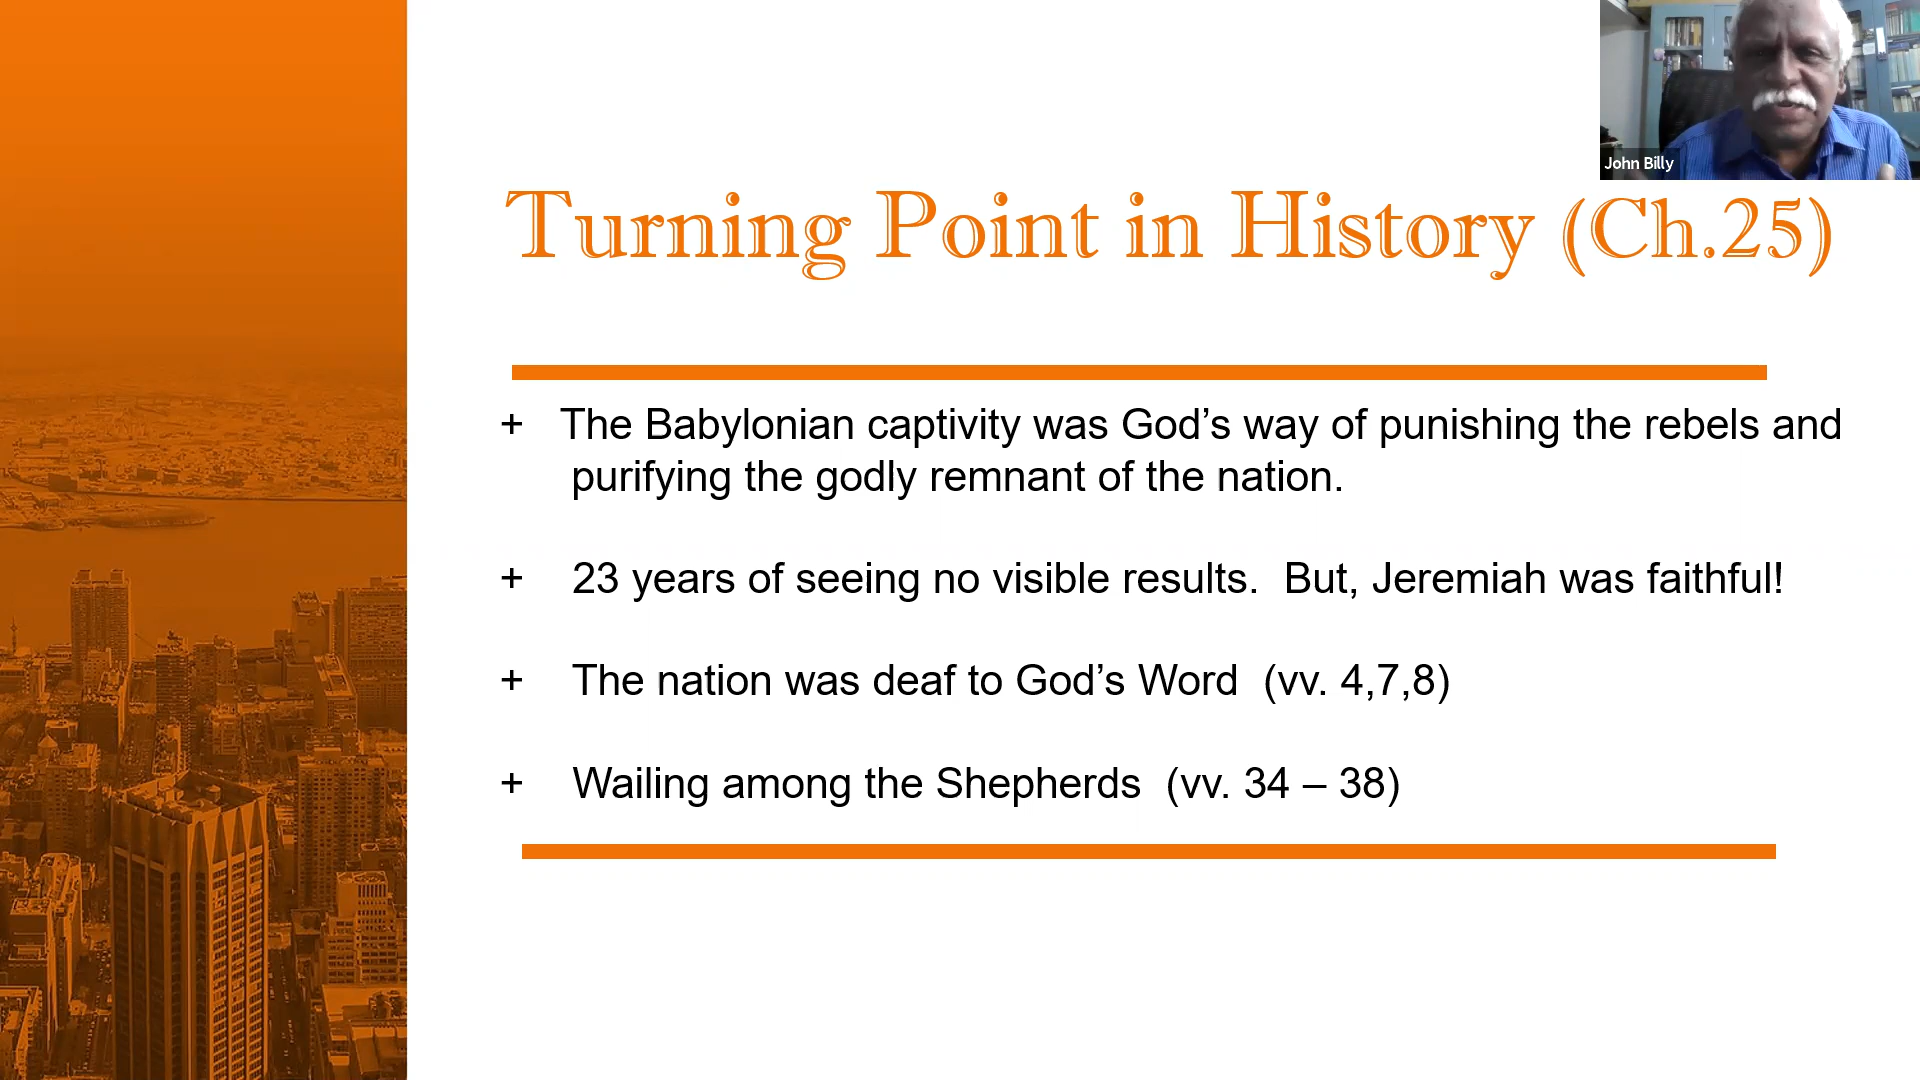 John Billy
Turning Point in History (Ch.25)
+ The Babylonian captivity was God’s way of punishing the rebels and
purifying the godly remnant of the nation.
+ 23 years of seeing no visible results. But, Jeremiah was faithful!
+ The nation was deaf to God’s Word (vv. 4,7,8)
+ Wailing among the Shepherds (vv. 34 – 38)